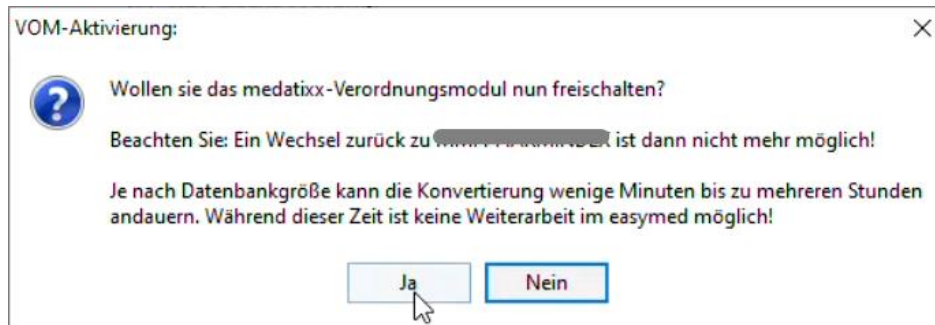 VOM-Aktivierung:
Wollen sie das medatixx-Verordnungsmodul nun freischalten?
Beachten Sie: Ein Wechsel zurück zu ist dann nicht mehr möglich!
Je nach Datenbankgröße kann die Konvertierung wenige Minuten bis zu mehreren Stunden
andauern. Während dieser Zeit ist keine Weiterarbeit im easymed möglich!
Ja
Nein